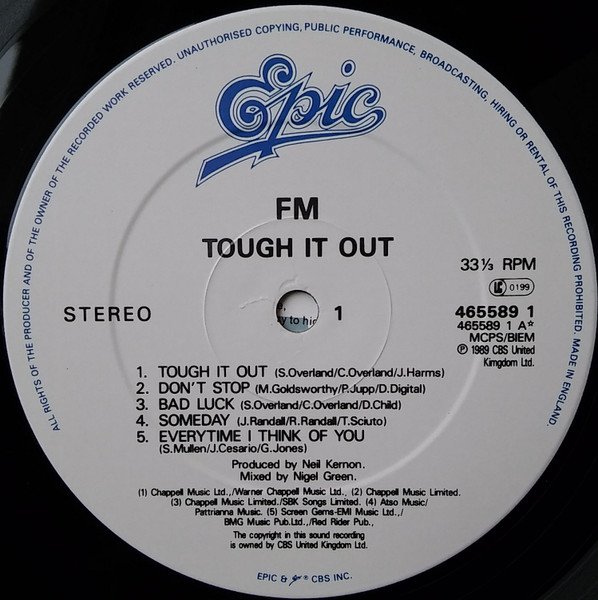 ALL RIGHTS OF THE PRODUCER AND OF THE OWNER OF THE RECORDED WORK RESERVED. UNAUTHORISED COPYING, PUBLIC PERFORMANCE, BROADCASTING, HIRING OR RENTAL OF THIS RECORDING PROHIBITED. MADE IN ENGLAND.
Epic
FM
TOUGH IT OUT
33⅓ RPM
LC 0199
STEREO
1
465589 1
465589 1 A☆
MCPS/BIEM
℗ 1989 CBS United
Kimgdom Ltd.
1. TOUGH IT OUT (S.Overland/C.Overland/J.Harms)
2. DON'T STOP (M.Goldsworthy/P.Jupp/D.Digital)
3. BAD LUCK (S.Overland/C.Overland/D.Child)
4. SOMEDAY (J.Randall/R.Randall/T.Sciuto)
5. EVERYTIME I THINK OF YOU
(S.Mullen/J.Cesario/G.Jones)
Produced by Neil Kernon.
Mixed by Nigel Green.
(1) Chappell Music Ltd.,/Warner Chappell Music Ltd., (2) Chappell Music Limited.
(3) Chappell Music Limited./SBK Songs Limited. (4) Atso Music/
Pattrianna Music. (5) Screen Gems-EMI Music Ltd.,/
BMG Music Pub.Ltd.,/Red Rider Pub.,
The copyright in this sound recording
is owned by CBS United Kingdom Ltd.
EPIC & ® CBS INC.